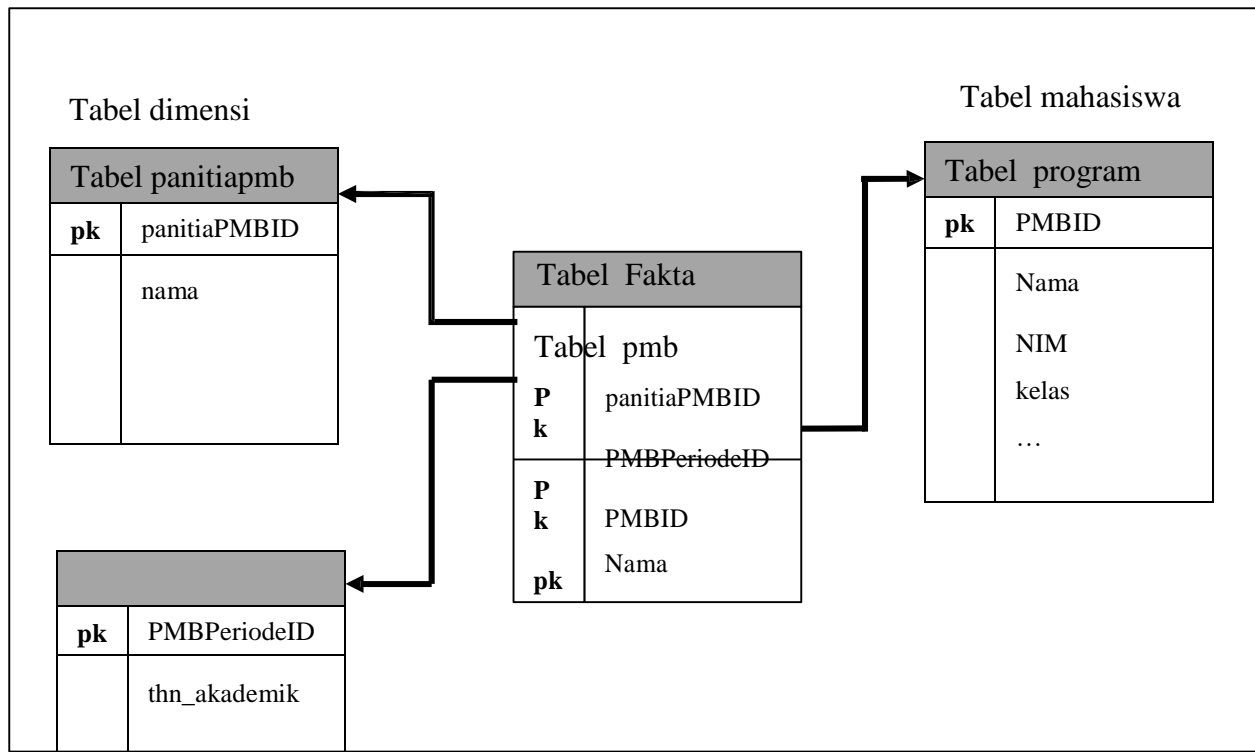 Tabel dimensi
Tabel panitiapmb
pk panitiaPMBID
nama
Tabel mahasiswa
Tabel program
pk PMBID
Nama
NIM
kelas
…
Tabel Fakta
Tabel pmb
P
k
panitiaPMBID
PMBPeriodeID
P
k
PMBID
Nama
pk
pk PMBPeriodeID
thn_akademik